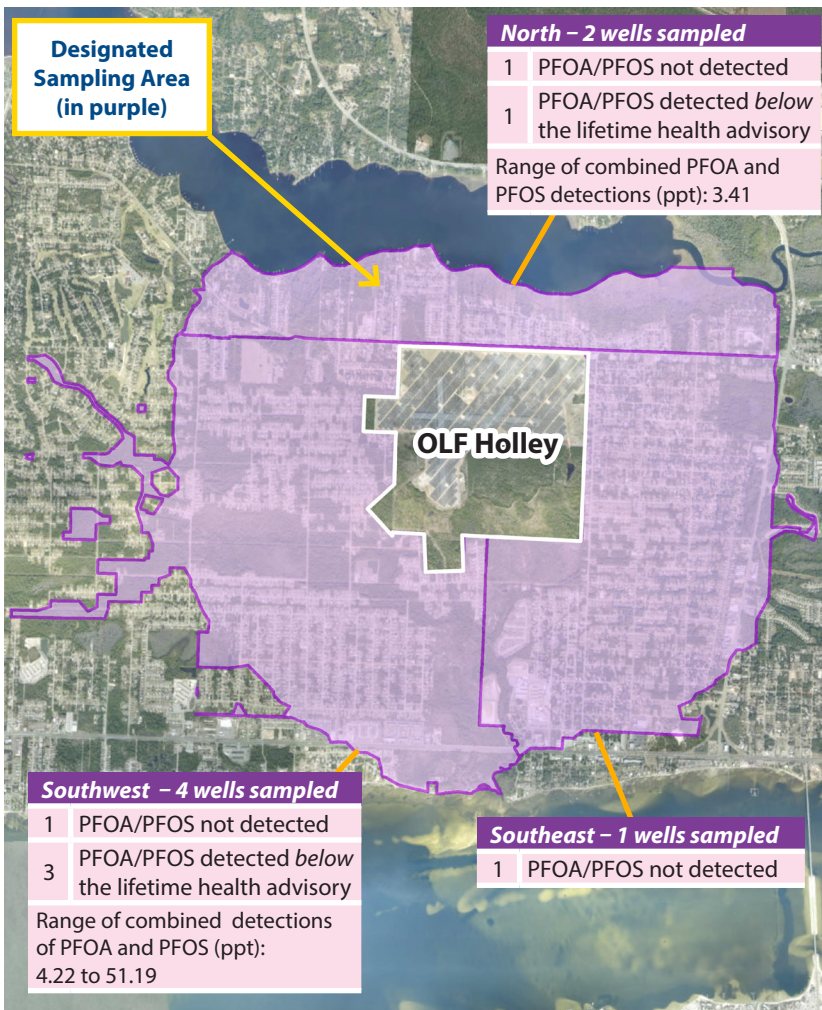 Designated
Sampling Area
(in purple)
North – 2 wells sampled
1 PFOA/PFOS not detected
1 PFOA/PFOS detected below
the lifetime health advisory
Range of combined PFOA and
PFOS detections (ppt): 3.41
OLF Holley
Southwest – 4 wells sampled
1 PFOA/PFOS not detected
3 PFOA/PFOS detected below
the lifetime health advisory
Range of combined detections
of PFOA and PFOS (ppt):
4.22 to 51.19
Southeast – 1 wells sampled
1 PFOA/PFOS not detected